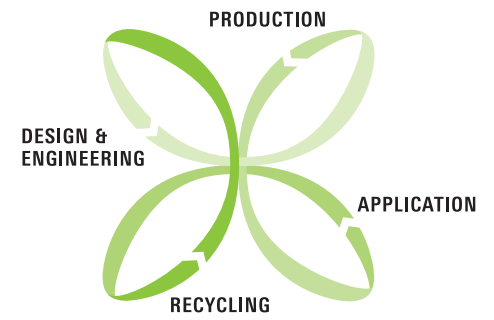 PRODUCTION
DESIGN &
ENGINEERING
APPLICATION
RECYCLING